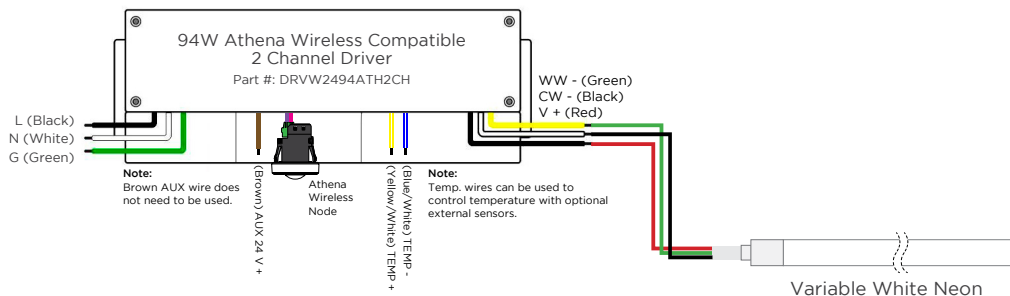 94W Athena Wireless Compatible
2 Channel Driver
Part #: DRVW2494ATH2CH
WW - (Green)
CW - (Black)
V + (Red)
L (Black)
N (White)
G (Green)
Note:
Brown AUX wire does
not need to be used.
(Brown) AUX 24 V +
Athena
Wireless
Node
(Yellow/White) TEMP +
(Blue/White) TEMP -
Note:
Temp. wires can be used to
control temperature with optional
external sensors.
Variable White Neon